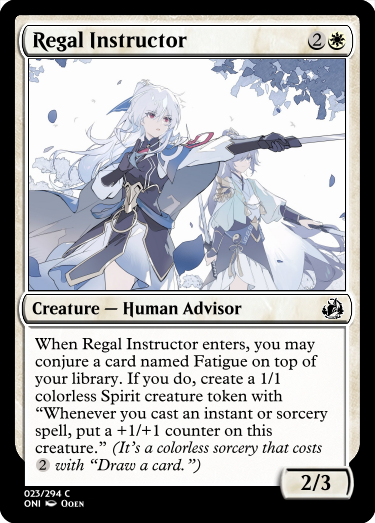 Regal Instructor 2
Creature — Human Advisor
When Regal Instructor enters, you may
conjure a card named Fatigue on top of
your library. If you do, create a 1/1
colorless Spirit creature token with
“Whenever you cast an instant or sorcery
spell, put a +1/+1 counter on this
creature.” (It's a colorless sorcery that costs
2 with “Draw a card.”)
2/3
023/294 C
ONI Ooen